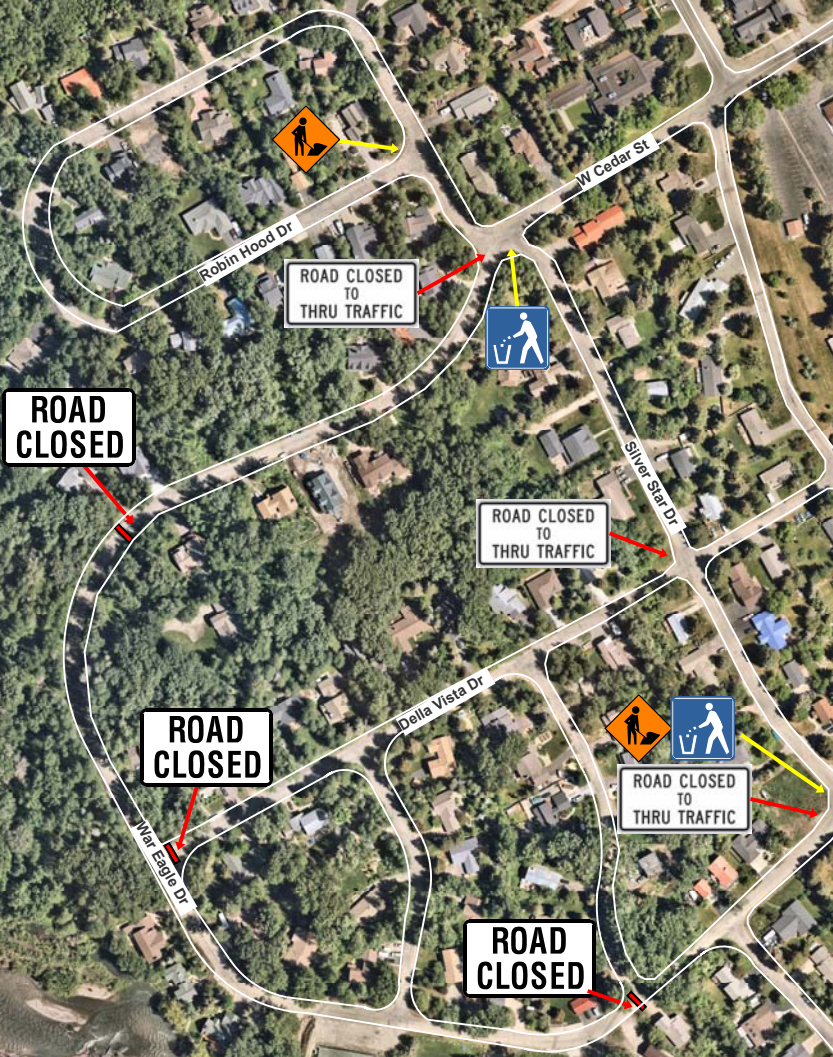 W Cedar St
Robin Hood Dr
ROAD CLOSED
TO
THRU TRAFFIC
ROAD
CLOSED
Silver Star Dr
ROAD CLOSED
TO
THRU TRAFFIC
Della Vista Dr
ROAD
CLOSED
ROAD CLOSED
TO
THRU TRAFFIC
War Eagle Dr
ROAD
CLOSED